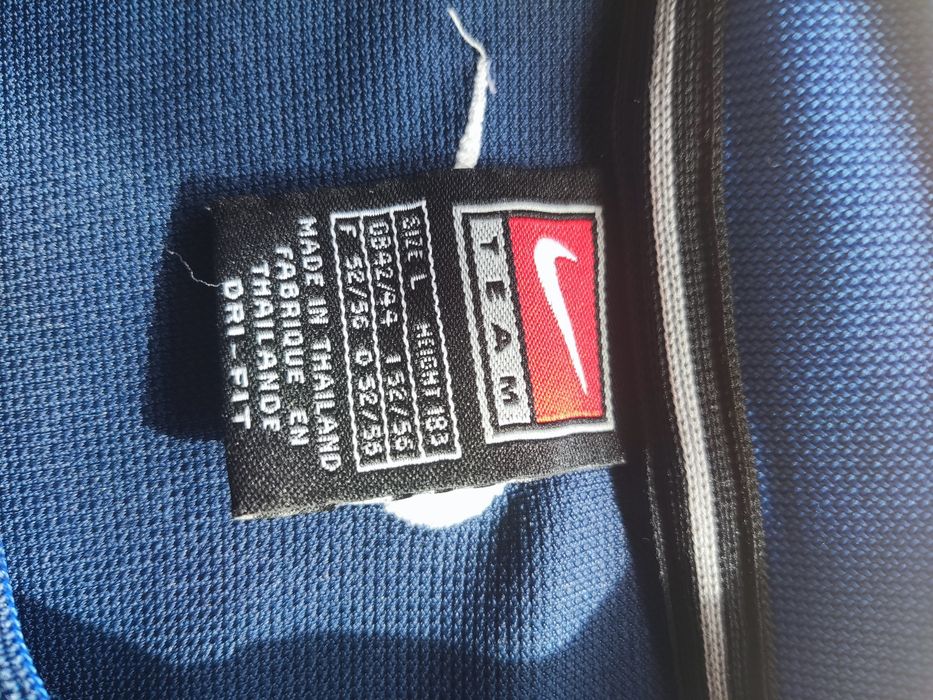 TEAM
SIZE L HEIGHT 183
GB 42/44 I 52/56
F 52/56 D 52/56
MADE IN THAILAND
FABRIQUE EN
THAILANDE
DRI-FIT